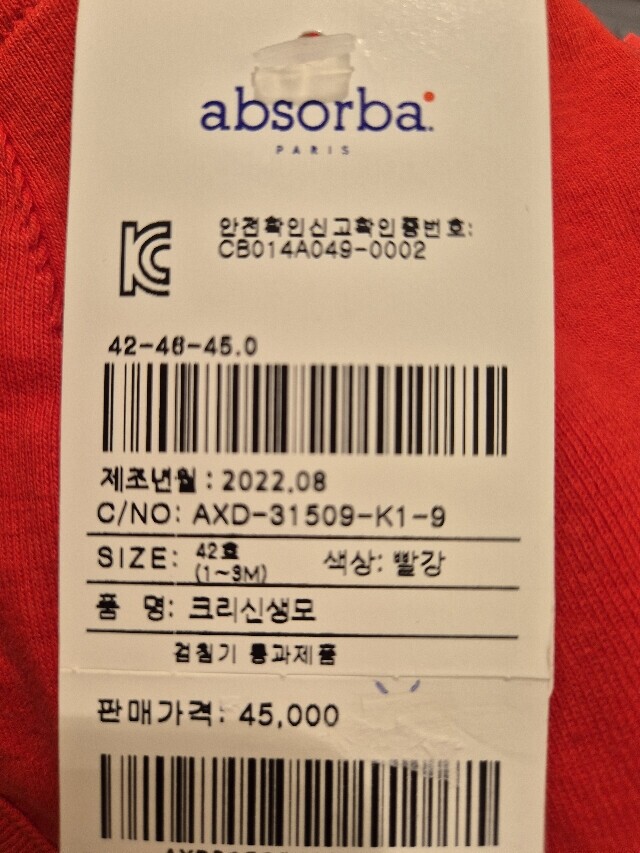 absorba.
PARIS
안전확인신고확인증번호:
CB014A049-0002
42-46-45.0
제조년월 : 2022.08
C/NO: AXD-31509-K1-9
SIZE: 42호 (1~3M) 색상: 빨강
품 명: 크리신생모
검침기 통과제품
판매가격: 45,000